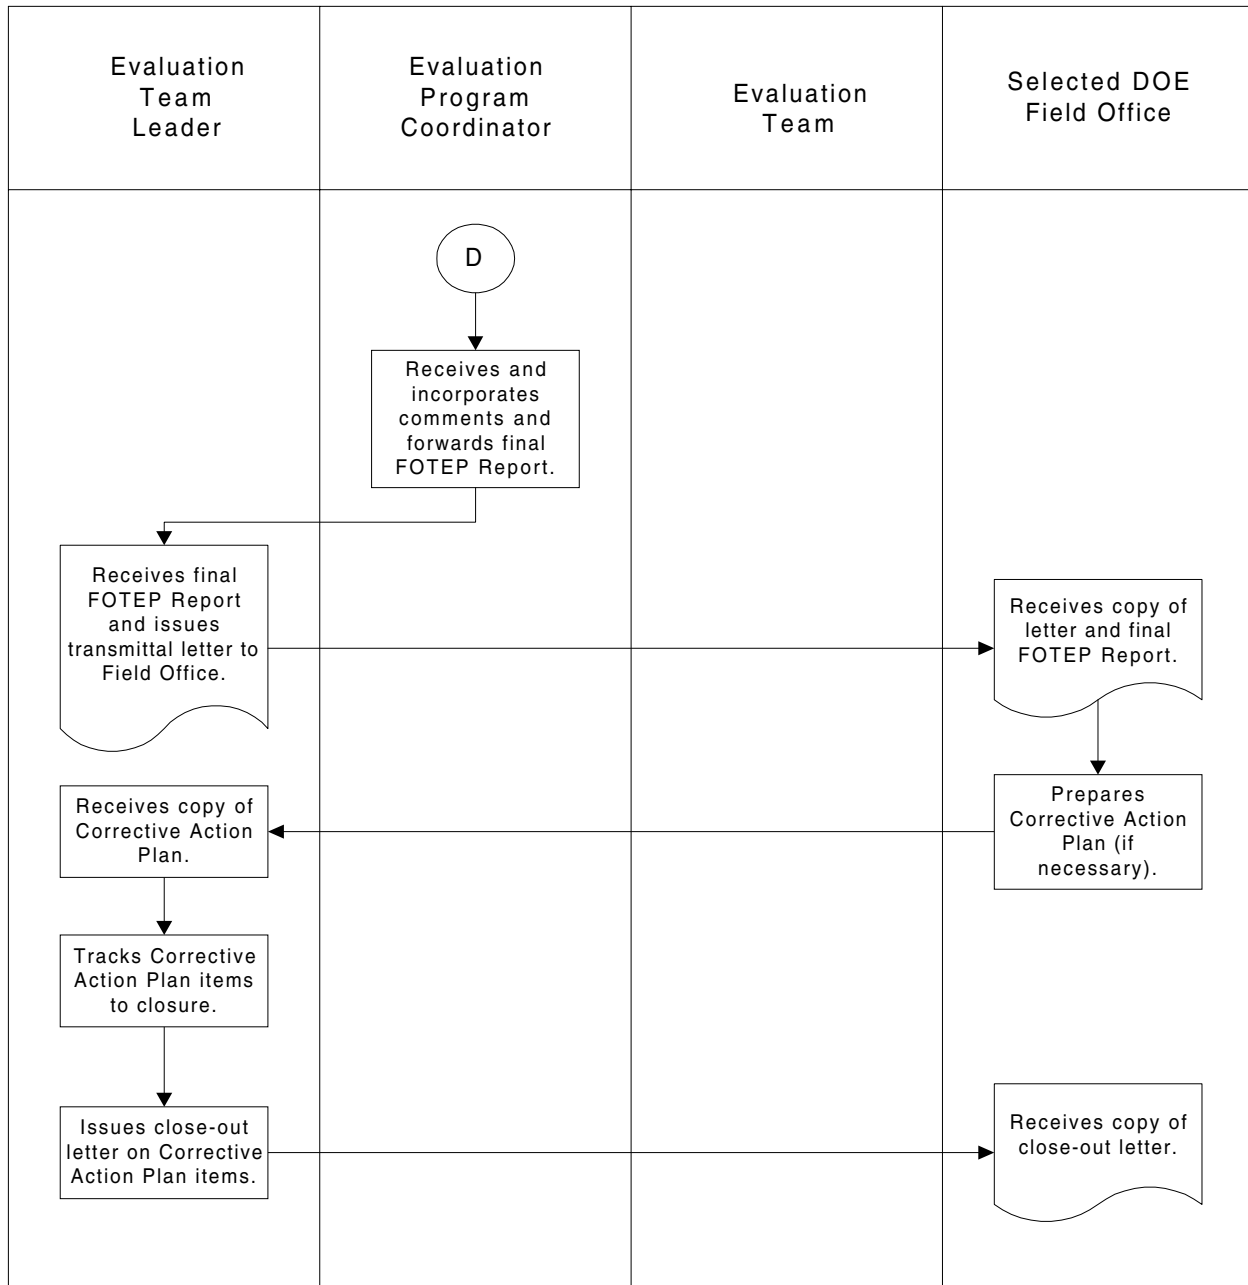 Evaluation
Team
Leader
Evaluation
Program
Coordinator
Evaluation
Team
Selected DOE
Field Office
D
Receives and
incorporates
comments and
forwards final
FOTEP Report.
Receives final
FOTEP Report
and issues
transmittal letter to
Field Office.
Receives copy of
letter and final
FOTEP Report.
Prepares
Corrective Action
Plan (if
necessary).
Receives copy of
Corrective Action
Plan.
Tracks Corrective
Action Plan items
to closure.
Issues close-out
letter on Corrective
Action Plan items.
Receives copy of
close-out letter.